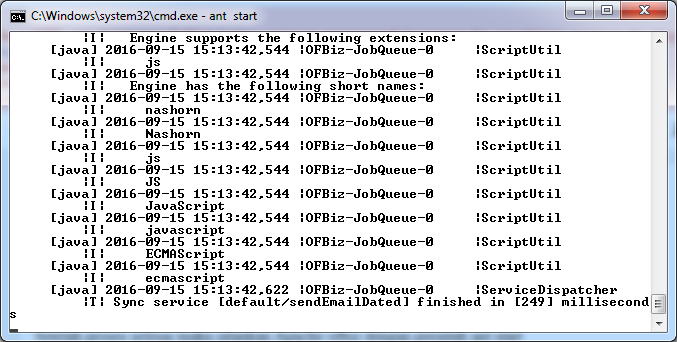 C:\Windows\system32\cmd.exe - ant  start
|I|   Engine supports the following extensions:
[java] 2016-09-15 15:13:42,544 |OFBiz-JobQueue-0     |ScriptUtil
|I|     js
[java] 2016-09-15 15:13:42,544 |OFBiz-JobQueue-0     |ScriptUtil
|I|   Engine has the following short names:
[java] 2016-09-15 15:13:42,544 |OFBiz-JobQueue-0     |ScriptUtil
|I|     nashorn
[java] 2016-09-15 15:13:42,544 |OFBiz-JobQueue-0     |ScriptUtil
|I|     Nashorn
[java] 2016-09-15 15:13:42,544 |OFBiz-JobQueue-0     |ScriptUtil
|I|     js
[java] 2016-09-15 15:13:42,544 |OFBiz-JobQueue-0     |ScriptUtil
|I|     JS
[java] 2016-09-15 15:13:42,544 |OFBiz-JobQueue-0     |ScriptUtil
|I|     JavaScript
[java] 2016-09-15 15:13:42,544 |OFBiz-JobQueue-0     |ScriptUtil
|I|     javascript
[java] 2016-09-15 15:13:42,544 |OFBiz-JobQueue-0     |ScriptUtil
|I|     ECMAScript
[java] 2016-09-15 15:13:42,544 |OFBiz-JobQueue-0     |ScriptUtil
|I|     ecmascript
[java] 2016-09-15 15:13:42,622 |OFBiz-JobQueue-0     |ServiceDispatcher
|T| Sync service [default/sendEmailDated] finished in [249] millisecond
s